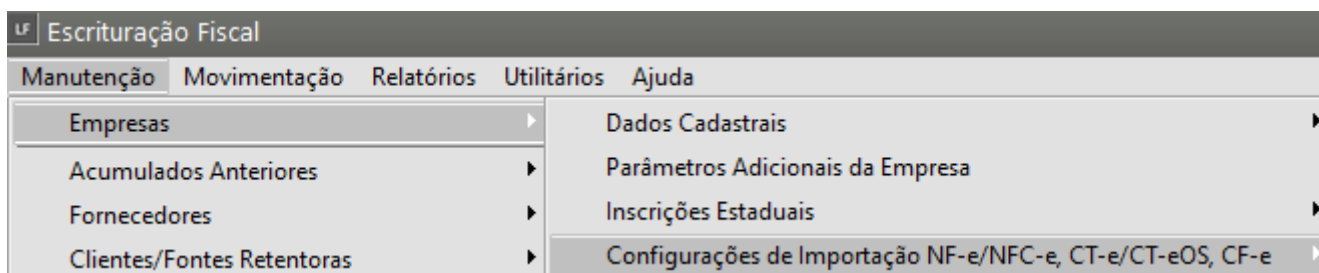 LF Escrituração Fiscal
Manutenção Movimentação Relatórios Utilitários Ajuda
Empresas
Acumulados Anteriores
Fornecedores
Clientes/Fontes Retentoras
Dados Cadastrais
Parâmetros Adicionais da Empresa
Inscrições Estaduais
Configurações de Importação NF-e/NFC-e, CT-e/CT-eOS, CF-e